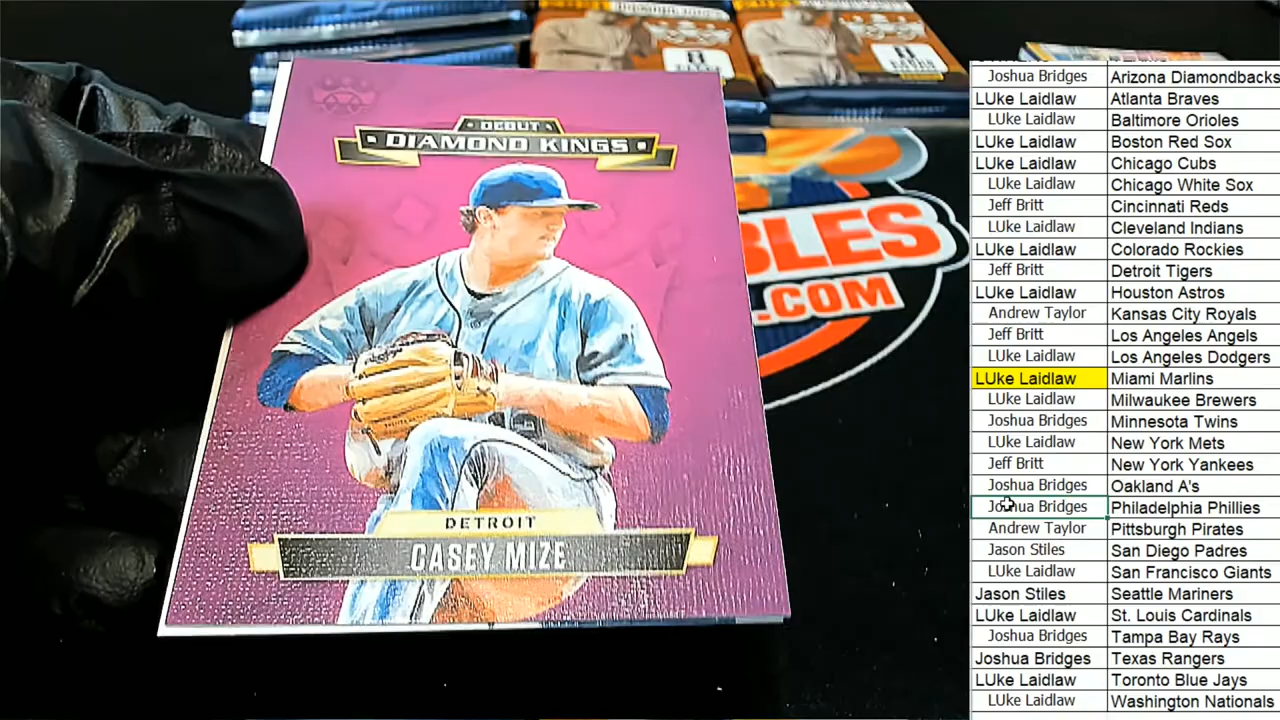 DEBUT
DIAMOND KINGS
DETROIT
CASEY MIZE
BLES
.COM
Joshua Bridges Arizona Diamondbacks
LUke Laidlaw Atlanta Braves
LUke Laidlaw Baltimore Orioles
LUke Laidlaw Boston Red Sox
LUke Laidlaw Chicago Cubs
LUke Laidlaw Chicago White Sox
Jeff Britt Cincinnati Reds
LUke Laidlaw Cleveland Indians
LUke Laidlaw Colorado Rockies
Jeff Britt Detroit Tigers
LUke Laidlaw Houston Astros
Andrew Taylor Kansas City Royals
Jeff Britt Los Angeles Angels
LUke Laidlaw Los Angeles Dodgers
LUke Laidlaw Miami Marlins
LUke Laidlaw Milwaukee Brewers
Joshua Bridges Minnesota Twins
LUke Laidlaw New York Mets
Jeff Britt New York Yankees
Joshua Bridges Oakland A's
Joshua Bridges Philadelphia Phillies
Andrew Taylor Pittsburgh Pirates
Jason Stiles San Diego Padres
LUke Laidlaw San Francisco Giants
Jason Stiles Seattle Mariners
LUke Laidlaw St. Louis Cardinals
Joshua Bridges Tampa Bay Rays
Joshua Bridges Texas Rangers
LUke Laidlaw Toronto Blue Jays
LUke Laidlaw Washington Nationals